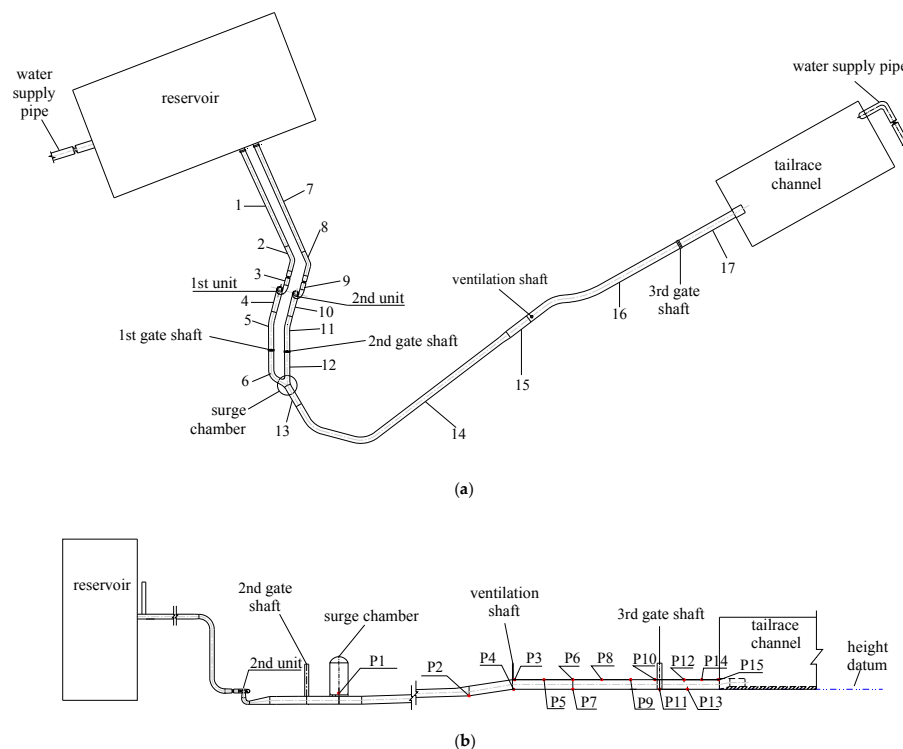 water
supply
pipe
reservoir
water supply pipe
tailrace
channel
1
7
2
8
3
9
1st unit
4
10
2nd unit
5
11
1st gate shaft
2nd gate shaft
6
12
surge
chamber
13
14
ventilation shaft
15
16
3rd gate
shaft
17
(a)
reservoir
2nd gate
shaft
surge chamber
2nd unit
P1
P2
ventilation
shaft
P4
P3
P5
P6
P7
P8
P9
3rd gate shaft
P10
P11
P12
P13
P14
P15
tailrace
channel
height
datum
(b)